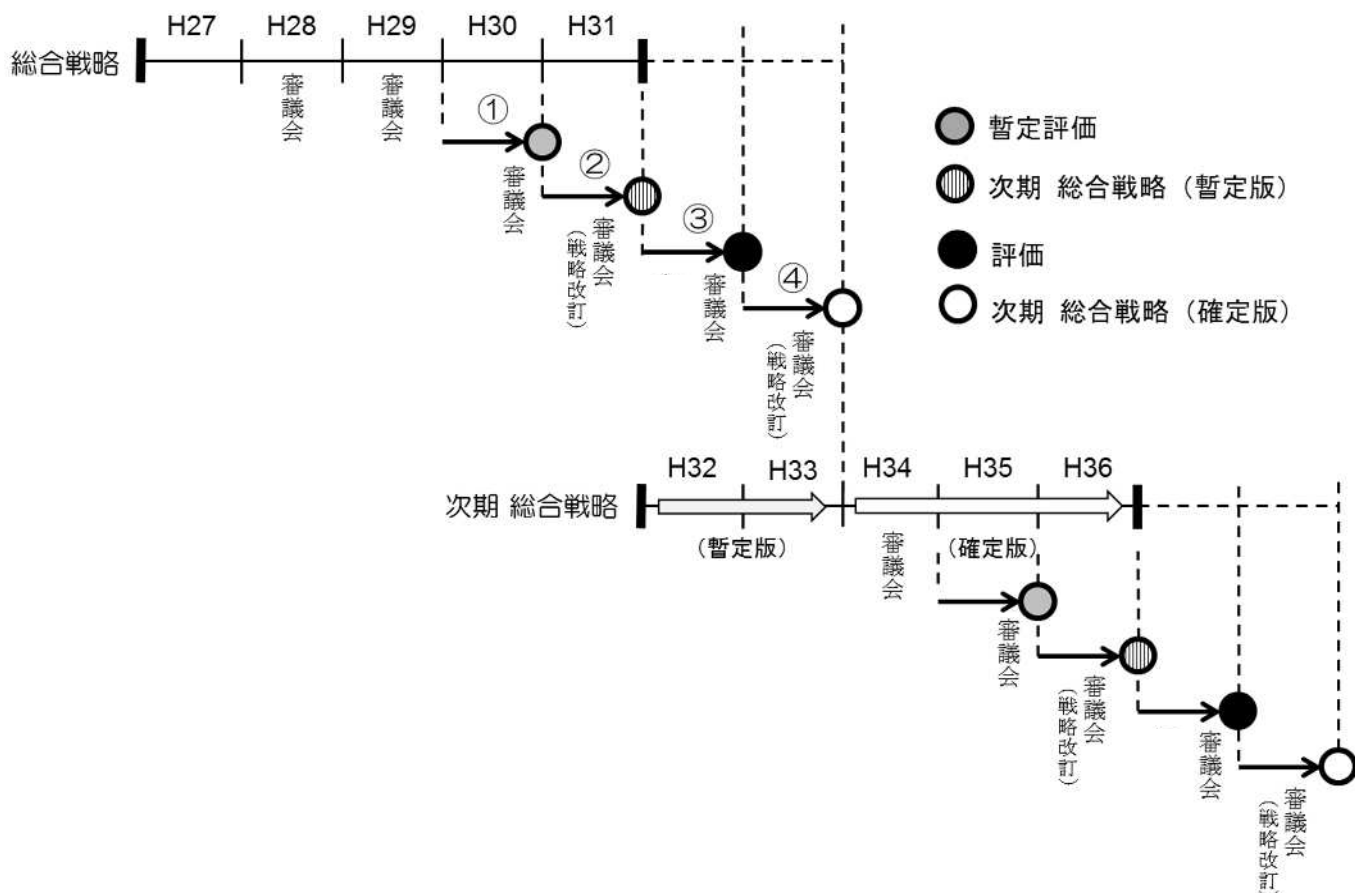 H27
H28
H29
H30
H31
総合戦略
審議会
審議会
①
暫定評価
審議会
②
次期 総合戦略（暫定版）
審議会
（戦略改訂）
③
評価
審議会
④
次期 総合戦略（確定版）
審議会
（戦略改訂）
H32
H33
H34
H35
H36
次期 総合戦略
（暫定版）
審議会
（確定版）
審議会
審議会
（戦略改訂）
審議会
審議会
（戦略改訂）